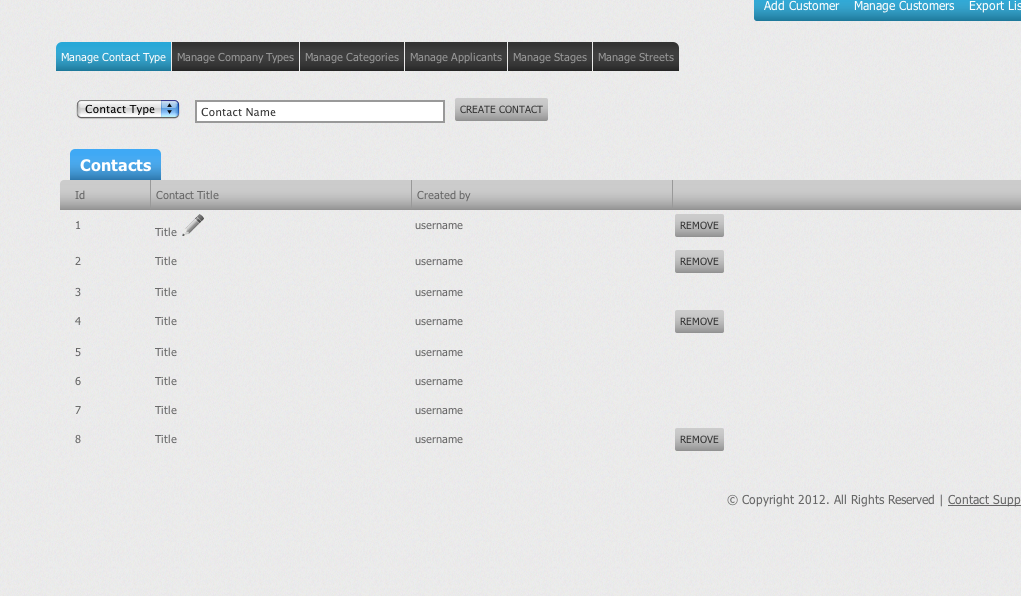 Add Customer Manage Customers Export Lis
Manage Contact Type Manage Company Types Manage Categories Manage Applicants Manage Stages Manage Streets
Contact Type Contact Name CREATE CONTACT
Contacts
Id Contact Title Created by
1 Title username REMOVE
2 Title username REMOVE
3 Title username
4 Title username REMOVE
5 Title username
6 Title username
7 Title username
8 Title username REMOVE
© Copyright 2012. All Rights Reserved | Contact Supp